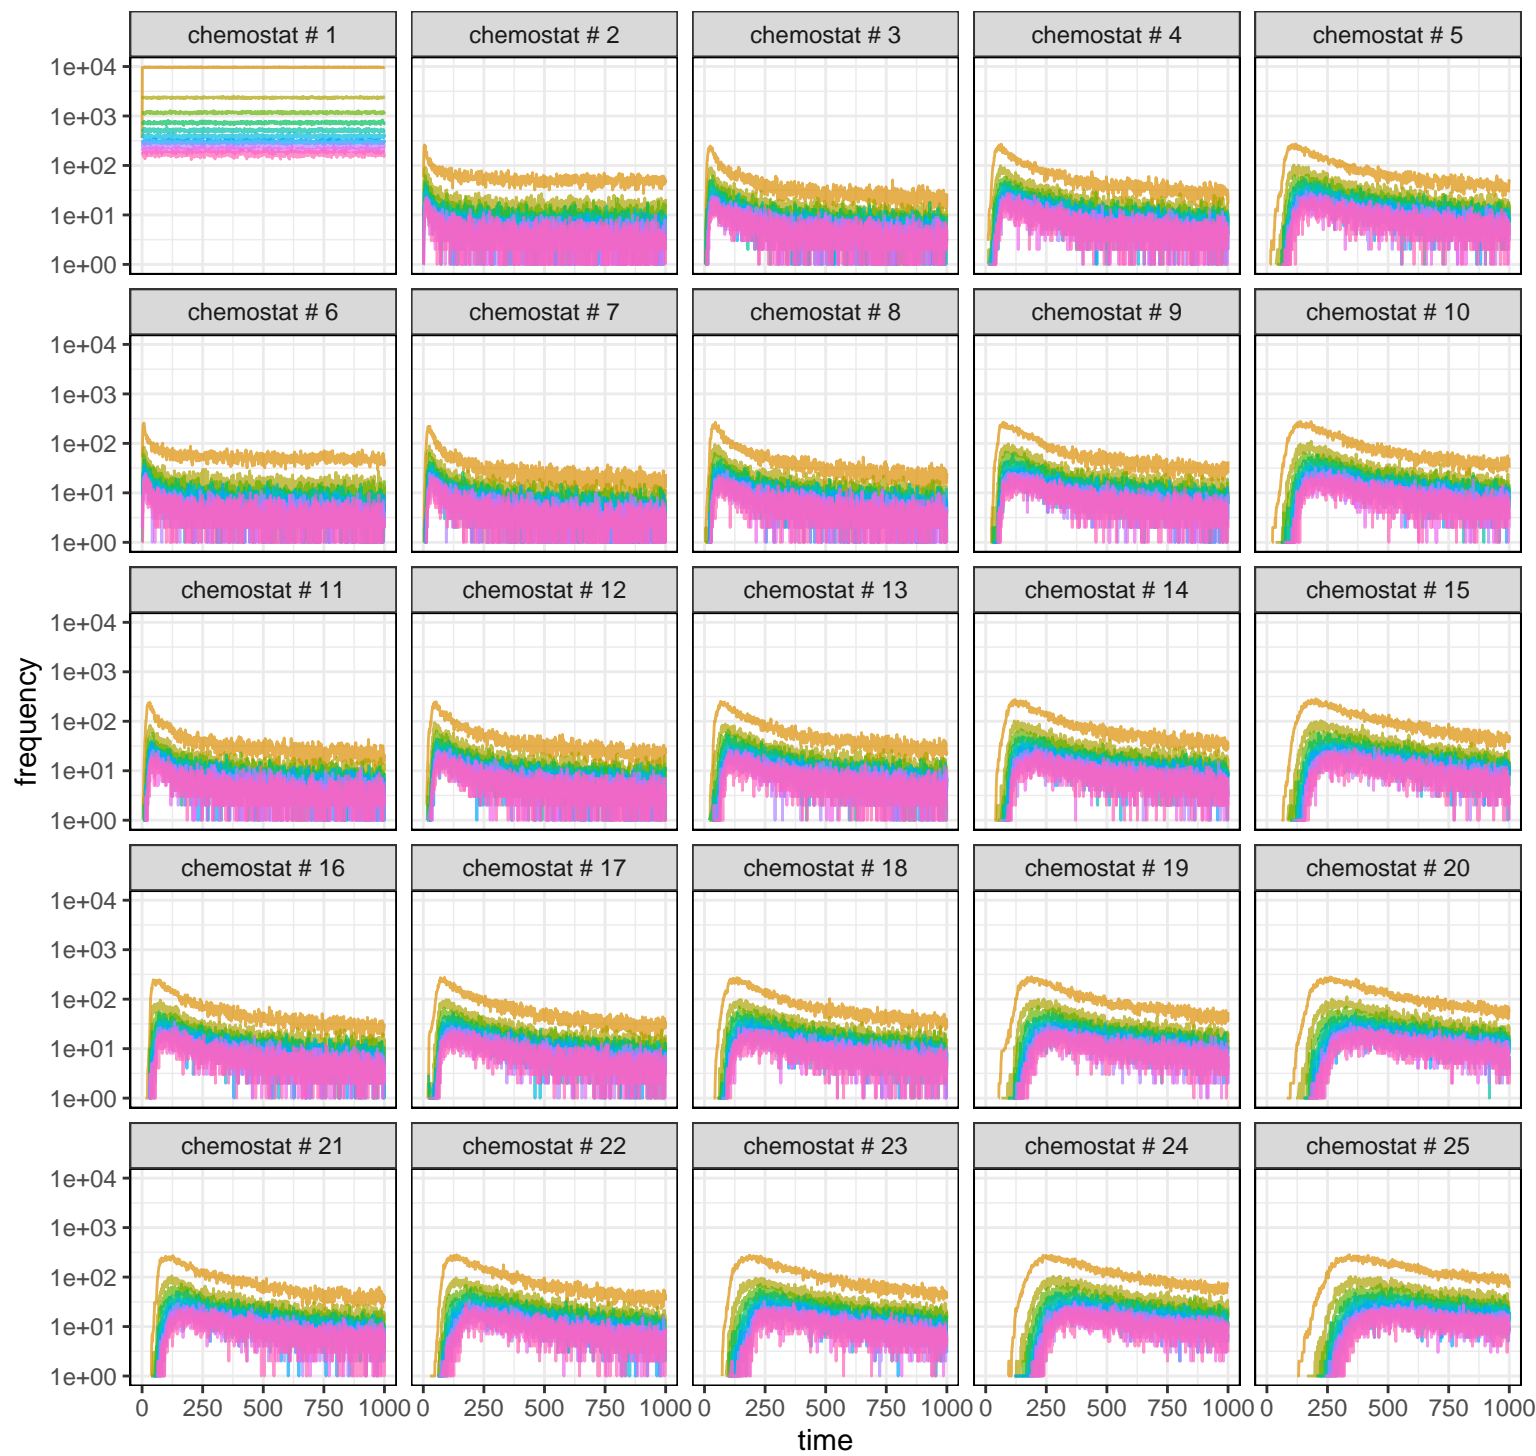 chemostat # 1 chemostat # 2 chemostat # 3 chemostat # 4 chemostat # 5
1e+04
1e+03
1e+02
1e+01
1e+00
chemostat # 6 chemostat # 7 chemostat # 8 chemostat # 9 chemostat # 10
1e+04
1e+03
1e+02
1e+01
1e+00
chemostat # 11 chemostat # 12 chemostat # 13 chemostat # 14 chemostat # 15
1e+04
1e+03
1e+02
1e+01
1e+00
frequency
chemostat # 16 chemostat # 17 chemostat # 18 chemostat # 19 chemostat # 20
1e+04
1e+03
1e+02
1e+01
1e+00
chemostat # 21 chemostat # 22 chemostat # 23 chemostat # 24 chemostat # 25
1e+04
1e+03
1e+02
1e+01
1e+00
0 250 500 750 1000 0 250 500 750 1000 0 250 500 750 1000 0 250 500 750 1000 0 250 500 750 1000
time